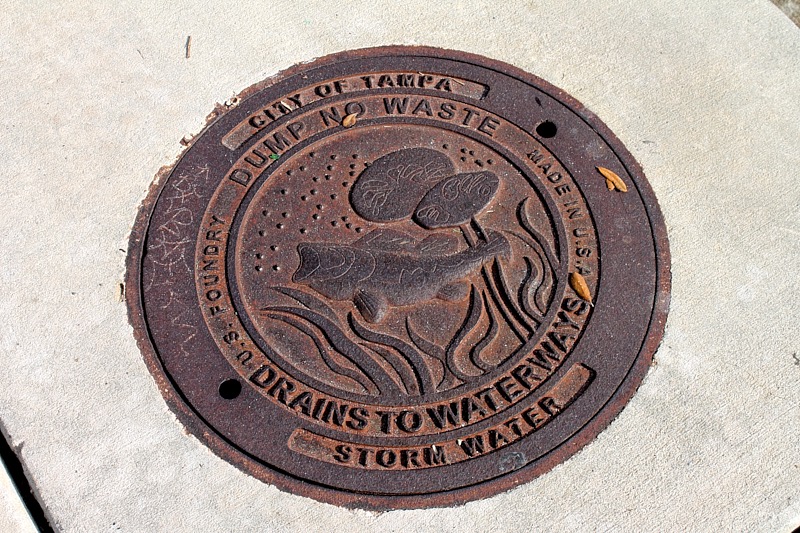 CITY OF TAMPA
DUMP NO WASTE
MADE IN U.S.A.
U.S. FOUNDRY
DRAINS TO WATERWAYS
STORM WATER